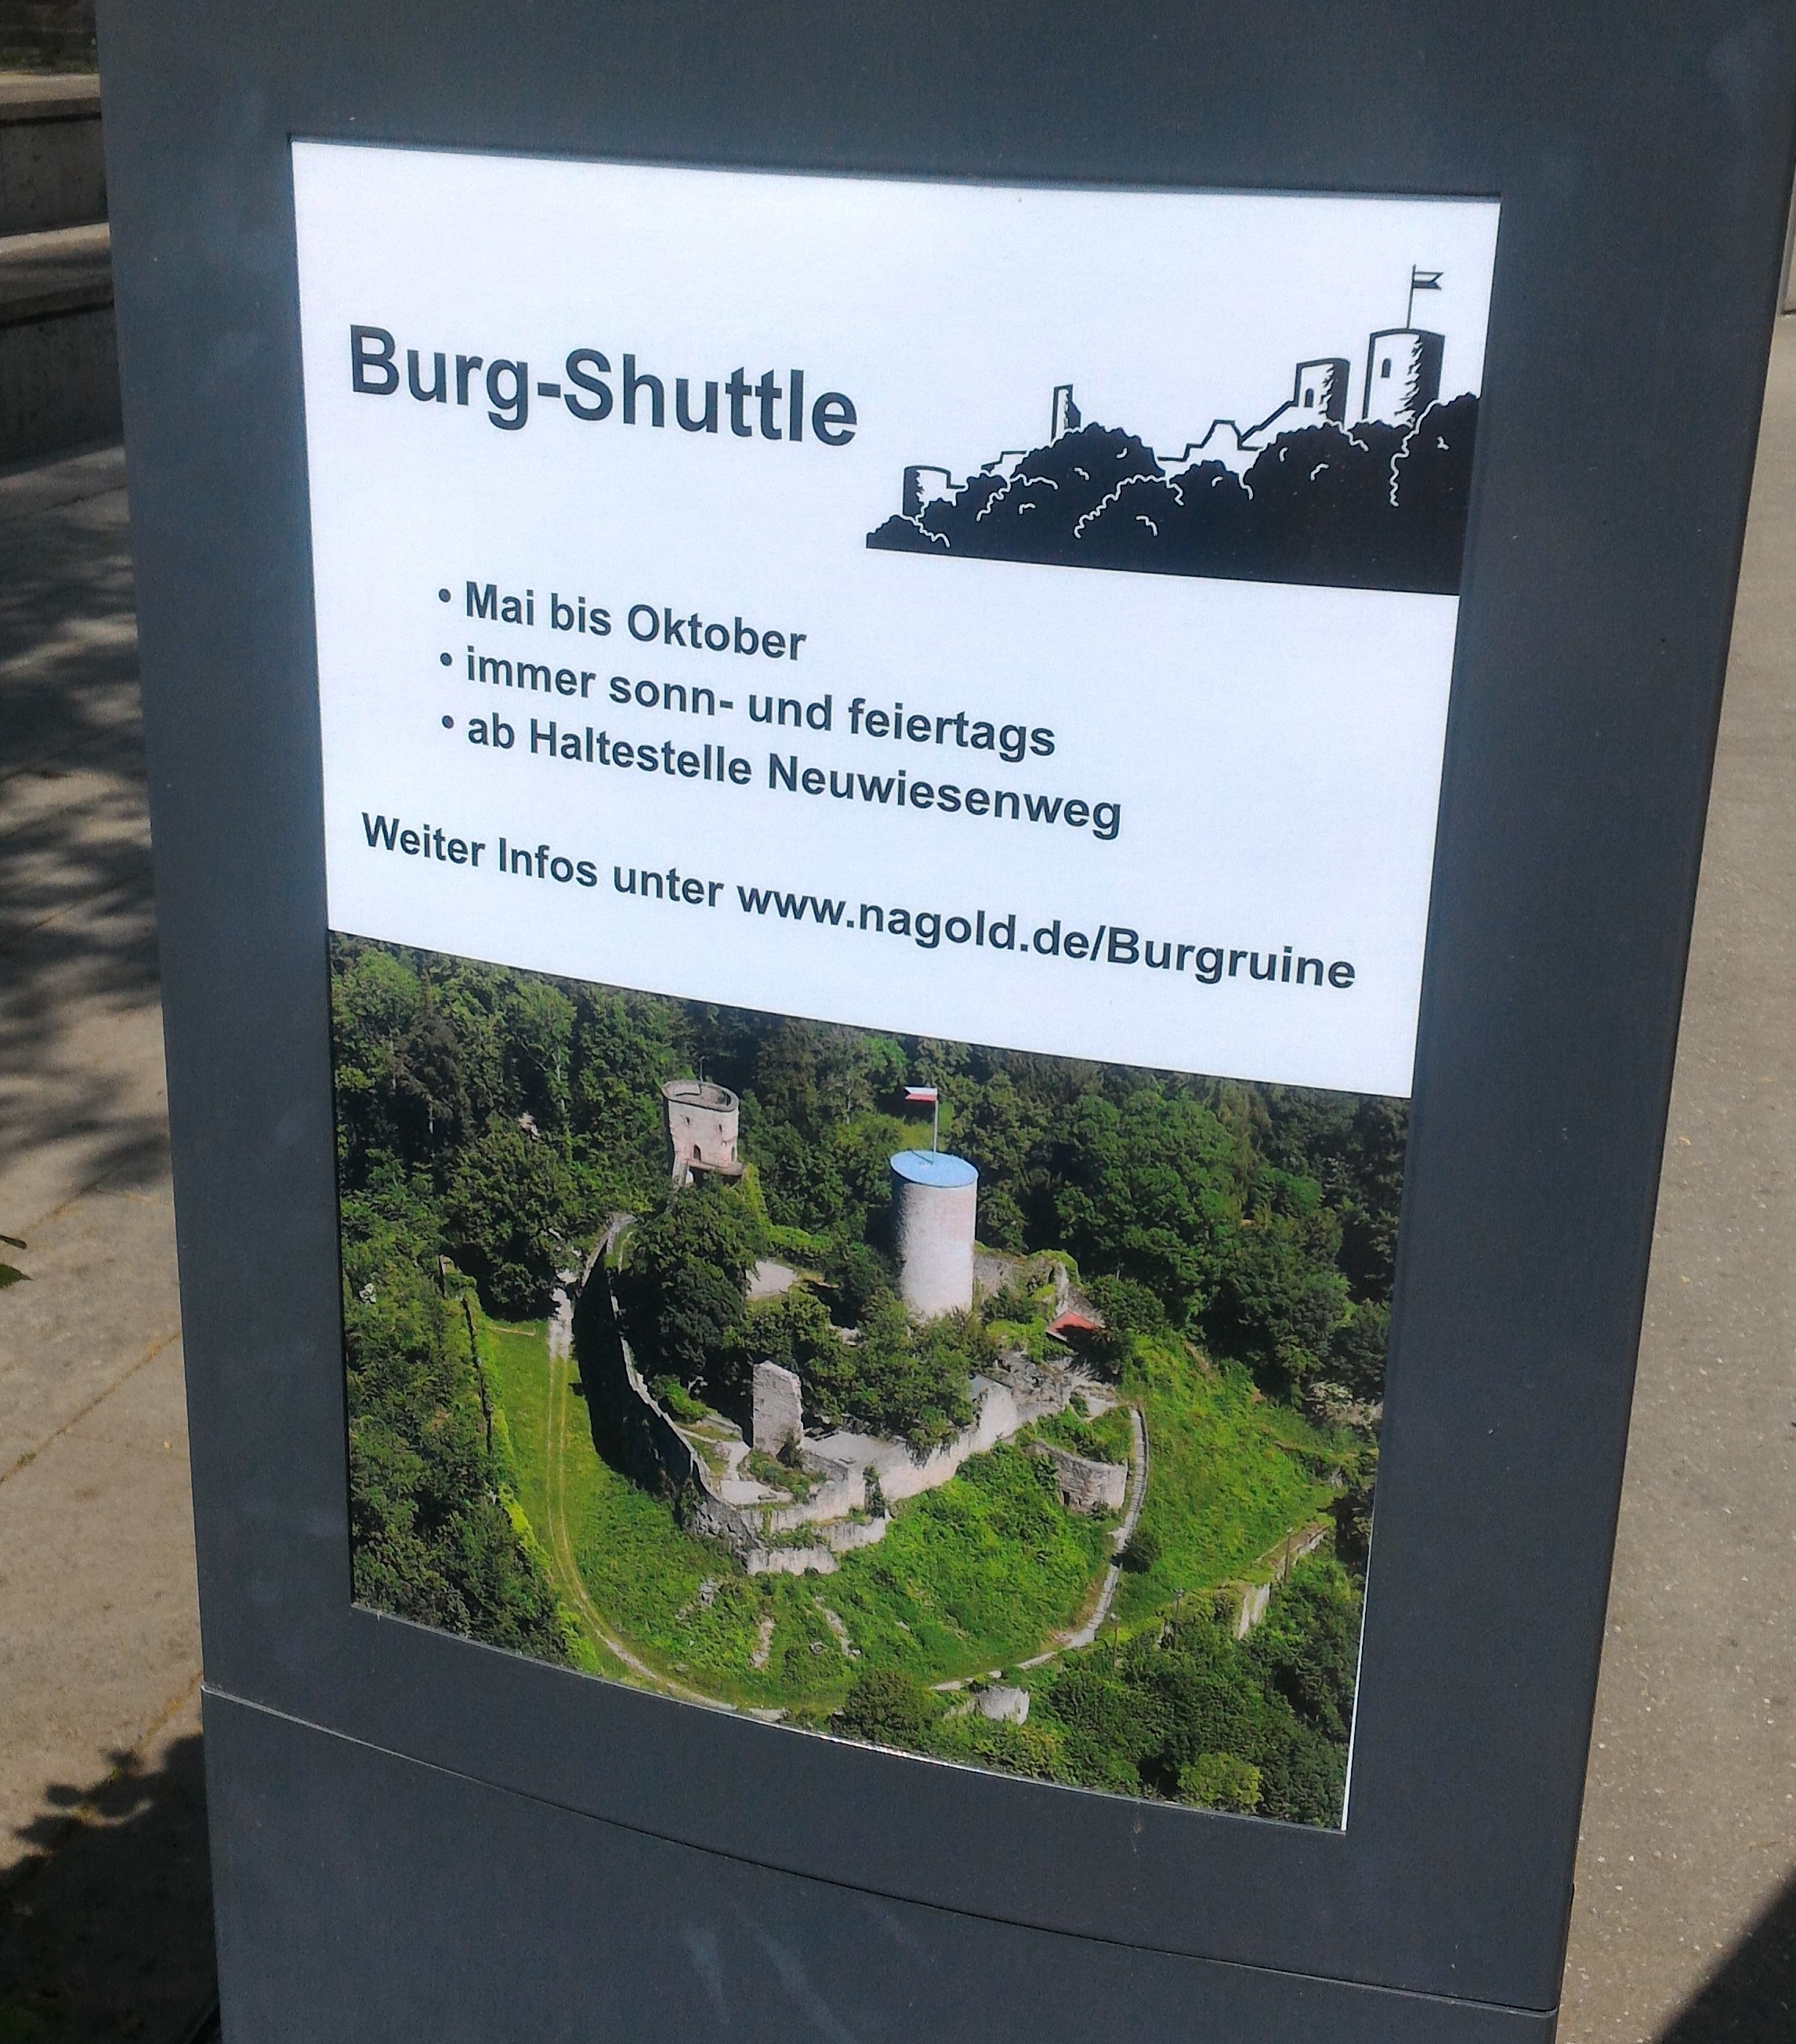 Burg-Shuttle
• Mai bis Oktober
• immer sonn- und feiertags
• ab Haltestelle Neuwiesenweg
Weiter Infos unter www.nagold.de/Burgruine